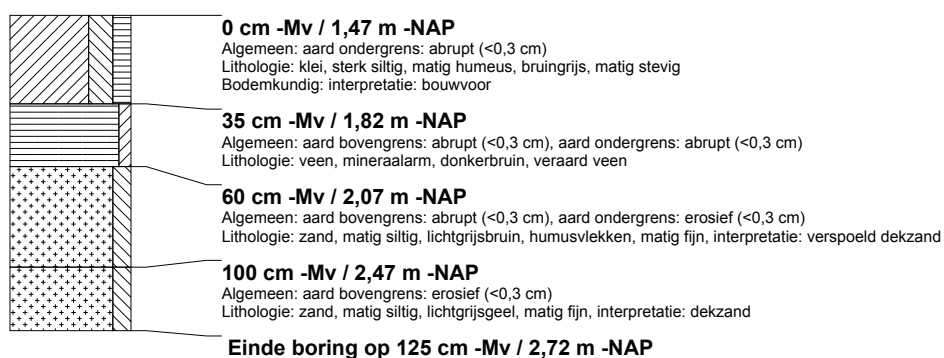 0 cm -Mv / 1,47 m -NAP
Algemeen: aard ondergrens: abrupt (<0,3 cm)
Lithologie: klei, sterk siltig, matig humeus, bruingrijs, matig stevig
Bodemkundig: interpretatie: bouwvoor
35 cm -Mv / 1,82 m -NAP
Algemeen: aard bovengrens: abrupt (<0,3 cm), aard ondergrens: abrupt (<0,3 cm)
Lithologie: veen, mineraalarm, donkerbruin, veraard veen
60 cm -Mv / 2,07 m -NAP
Algemeen: aard bovengrens: abrupt (<0,3 cm), aard ondergrens: erosief (<0,3 cm)
Lithologie: zand, matig siltig, lichtgrijsbruin, humusvlekken, matig fijn, interpretatie: verspoeld dekzand
100 cm -Mv / 2,47 m -NAP
Algemeen: aard bovengrens: erosief (<0,3 cm)
Lithologie: zand, matig siltig, lichtgrijsgeel, matig fijn, interpretatie: dekzand
Einde boring op 125 cm -Mv / 2,72 m -NAP